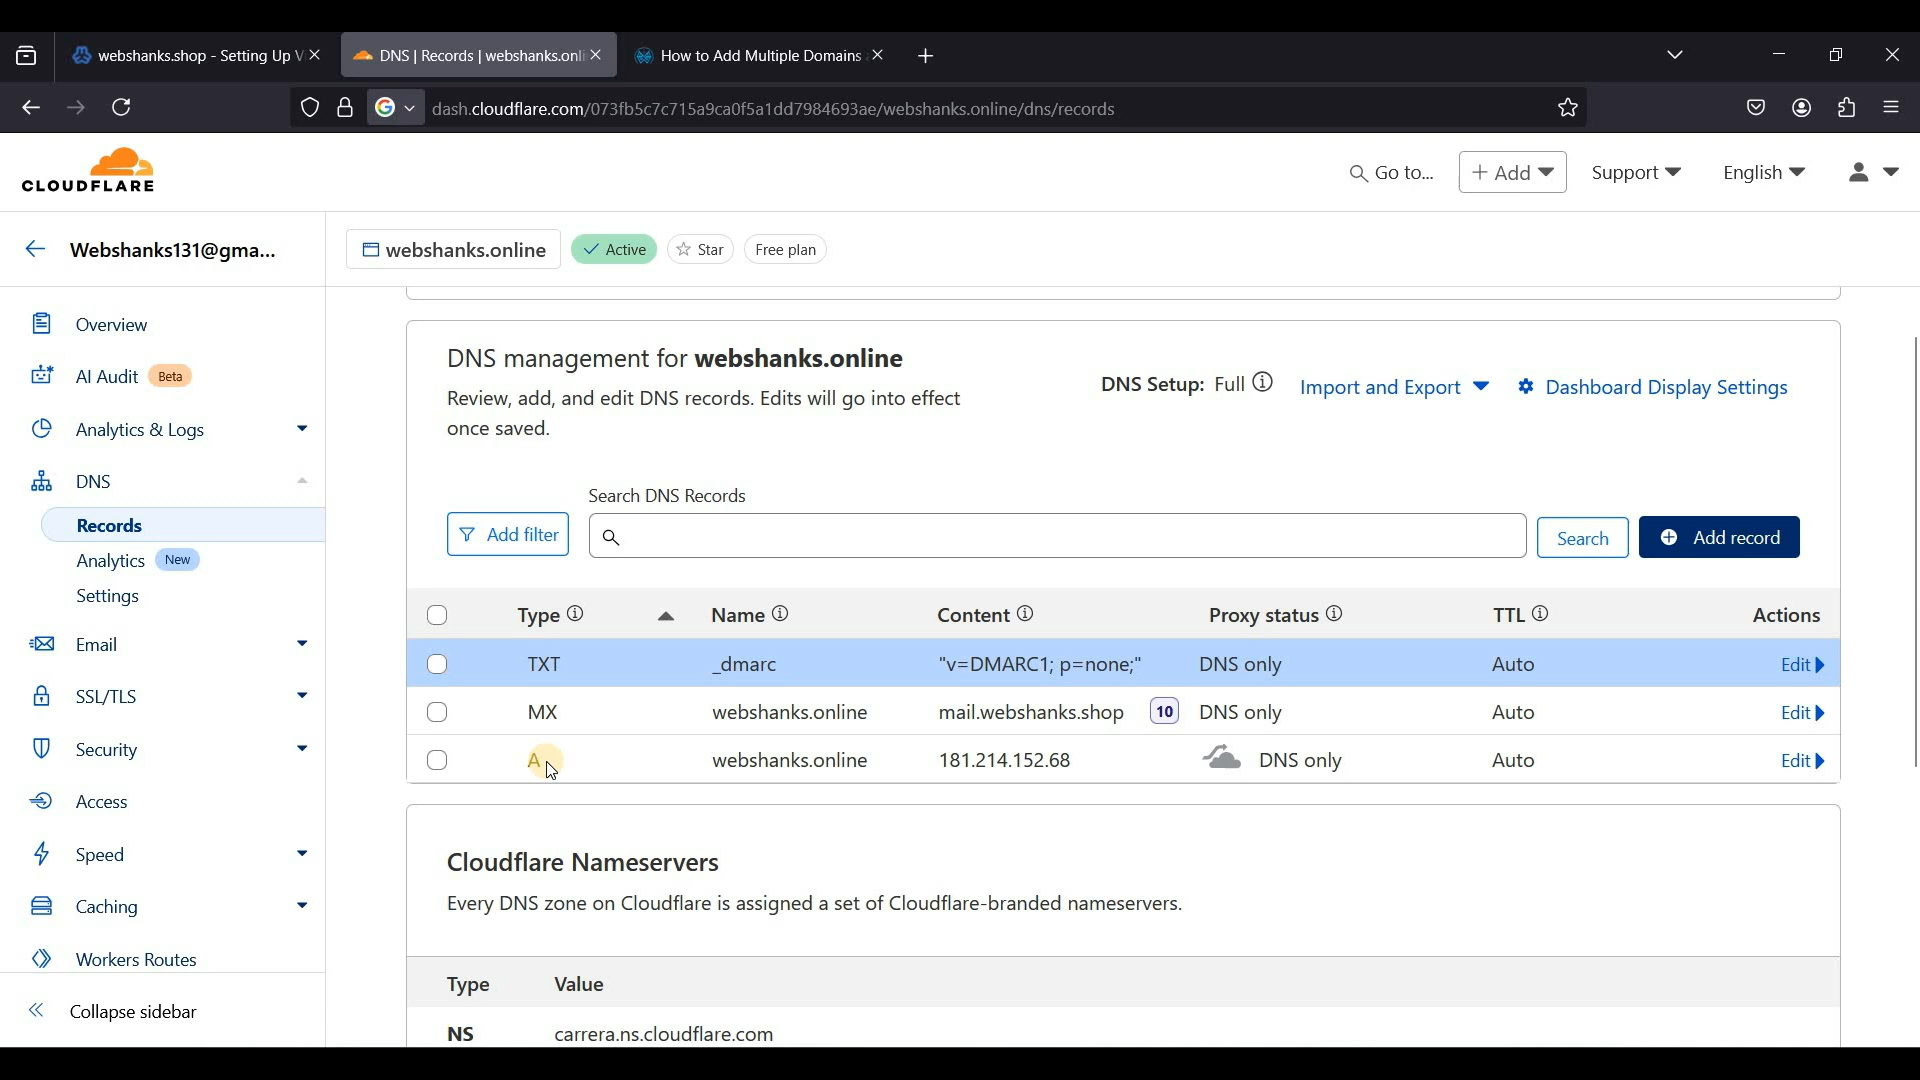 webshanks.shop - Setting Up V
DNS | Records | webshanks.onli
How to Add Multiple Domains
dash.cloudflare.com/073fb5c7c715a9ca0f5a1dd7984693ae/webshanks.online/dns/records
CLOUDFLARE
Go to...
+ Add
Support
English
Webshanks131@gma...
webshanks.online
Active
Star
Free plan
Overview
AI Audit Beta
Analytics & Logs
DNS
Records
Analytics New
Settings
Email
SSL/TLS
Security
Access
Speed
Caching
Workers Routes
Collapse sidebar
DNS management for webshanks.online
Review, add, and edit DNS records. Edits will go into effect
once saved.
DNS Setup: Full
Import and Export
Dashboard Display Settings
Search DNS Records
Add filter
Search
Add record
Type Name Content Proxy status TTL Actions
TXT _dmarc "v=DMARC1; p=none;" DNS only Auto Edit
MX webshanks.online mail.webshanks.shop 10 DNS only Auto Edit
A webshanks.online 181.214.152.68 DNS only Auto Edit
Cloudflare Nameservers
Every DNS zone on Cloudflare is assigned a set of Cloudflare-branded nameservers.
Type Value
NS carrera.ns.cloudflare.com